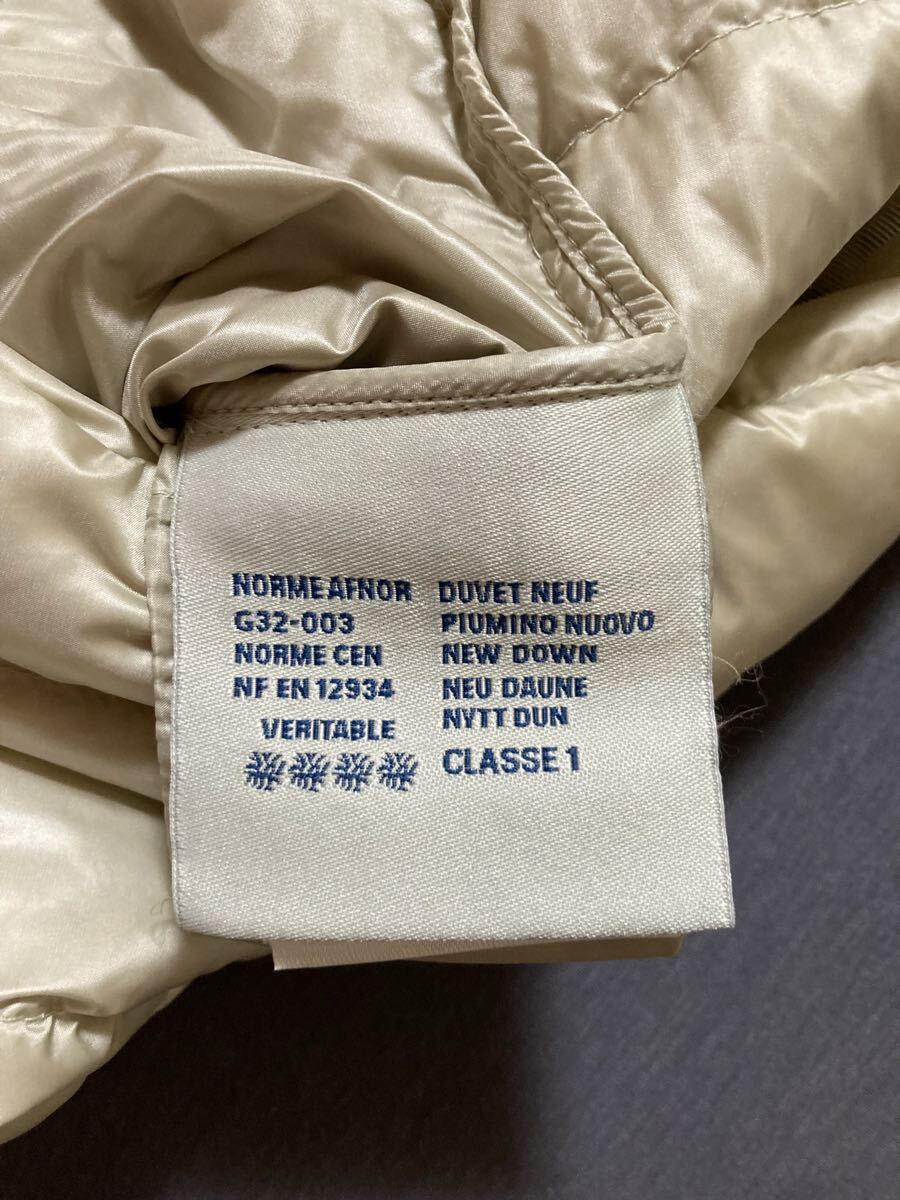 NORME AFNOR
G32-003
NORME CEN
NF EN 12934
VERITABLE
DUVET NEUF
PIUMINO NUOVO
NEW DOWN
NEU DAUNE
NYTT DUN
CLASSE 1